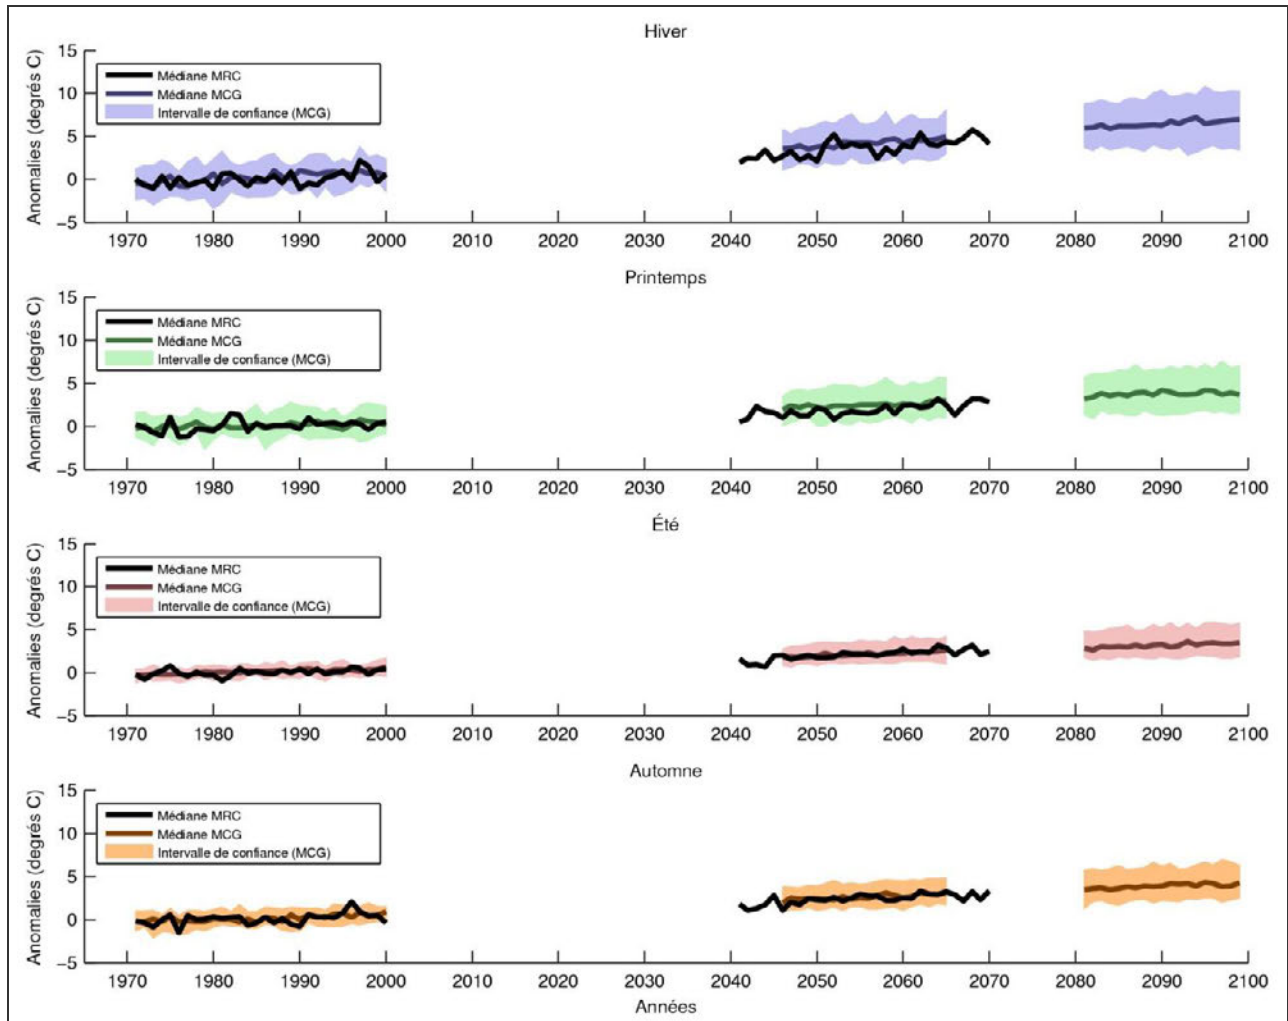 Hiver
Anomalies (degrés C)
15
10
5
0
−5
Médiane MRC
Médiane MCG
Intervalle de confiance (MCG)
1970 1980 1990 2000 2010 2020 2030 2040 2050 2060 2070 2080 2090 2100
Printemps
Anomalies (degrés C)
15
10
5
0
−5
Médiane MRC
Médiane MCG
Intervalle de confiance (MCG)
1970 1980 1990 2000 2010 2020 2030 2040 2050 2060 2070 2080 2090 2100
Été
Anomalies (degrés C)
15
10
5
0
−5
Médiane MRC
Médiane MCG
Intervalle de confiance (MCG)
1970 1980 1990 2000 2010 2020 2030 2040 2050 2060 2070 2080 2090 2100
Automne
Anomalies (degrés C)
15
10
5
0
−5
Médiane MRC
Médiane MCG
Intervalle de confiance (MCG)
1970 1980 1990 2000 2010 2020 2030 2040 2050 2060 2070 2080 2090 2100
Années